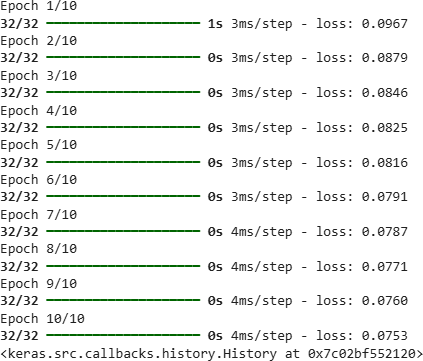 Epoch 1/10
32/32 ━━━━━━━━━━━━━━━━━━━━ 1s 3ms/step - loss: 0.0967
Epoch 2/10
32/32 ━━━━━━━━━━━━━━━━━━━━ 0s 3ms/step - loss: 0.0879
Epoch 3/10
32/32 ━━━━━━━━━━━━━━━━━━━━ 0s 3ms/step - loss: 0.0846
Epoch 4/10
32/32 ━━━━━━━━━━━━━━━━━━━━ 0s 3ms/step - loss: 0.0825
Epoch 5/10
32/32 ━━━━━━━━━━━━━━━━━━━━ 0s 3ms/step - loss: 0.0816
Epoch 6/10
32/32 ━━━━━━━━━━━━━━━━━━━━ 0s 3ms/step - loss: 0.0791
Epoch 7/10
32/32 ━━━━━━━━━━━━━━━━━━━━ 0s 4ms/step - loss: 0.0787
Epoch 8/10
32/32 ━━━━━━━━━━━━━━━━━━━━ 0s 4ms/step - loss: 0.0771
Epoch 9/10
32/32 ━━━━━━━━━━━━━━━━━━━━ 0s 4ms/step - loss: 0.0760
Epoch 10/10
32/32 ━━━━━━━━━━━━━━━━━━━━ 0s 4ms/step - loss: 0.0753
<keras.src.callbacks.history.History at 0x7c02bf552120>